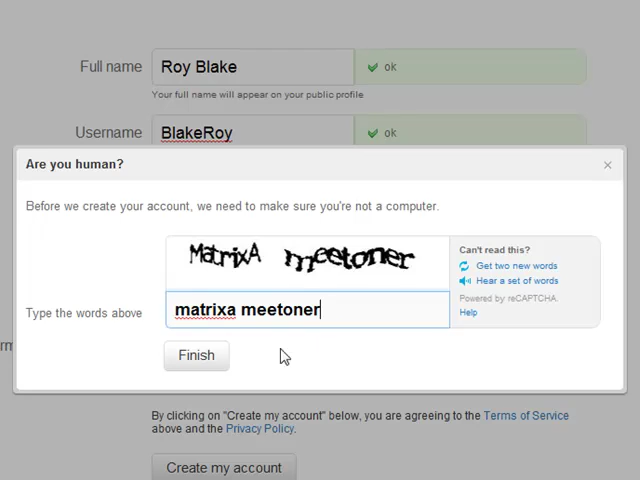 Full name
Roy Blake
ok
Your full name will appear on your public profile
Username
BlakeRoy
ok
Are you human?
×
Before we create your account, we need to make sure you're not a computer.
MatrixA meetoner
Can't read this?
Get two new words
Hear a set of words
Powered by reCAPTCHA.
Help
Type the words above
matrixa meetoner
Finish
By clicking on "Create my account" below, you are agreeing to the Terms of Service
above and the Privacy Policy.
Create my account